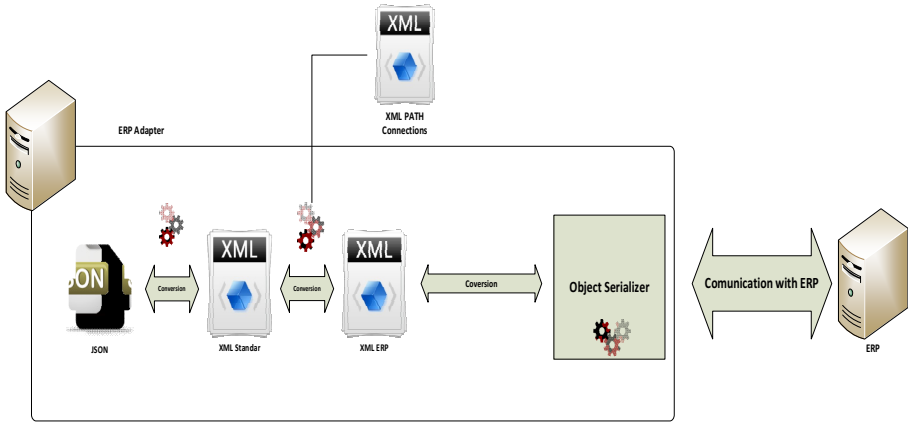 XML
XML PATH
Connections
ERP Adapter
XML
XML
JSON
Conversion
Conversion
Coversion
Object Serializer
Comunication with ERP
JSON
XML Standar
XML ERP
ERP